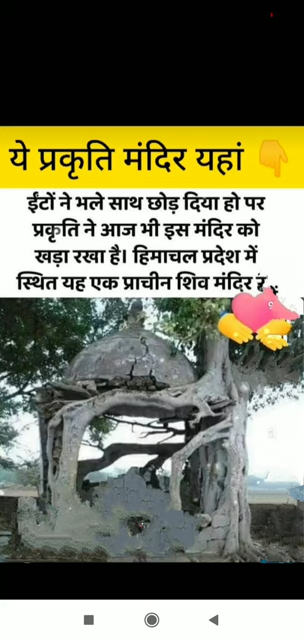 ये प्रकृति मंदिर यहां
ईंटों ने भले साथ छोड़ दिया हो पर
प्रकृति ने आज भी इस मंदिर को
खड़ा रखा है। हिमाचल प्रदेश में
स्थित यह एक प्राचीन शिव मंदिर